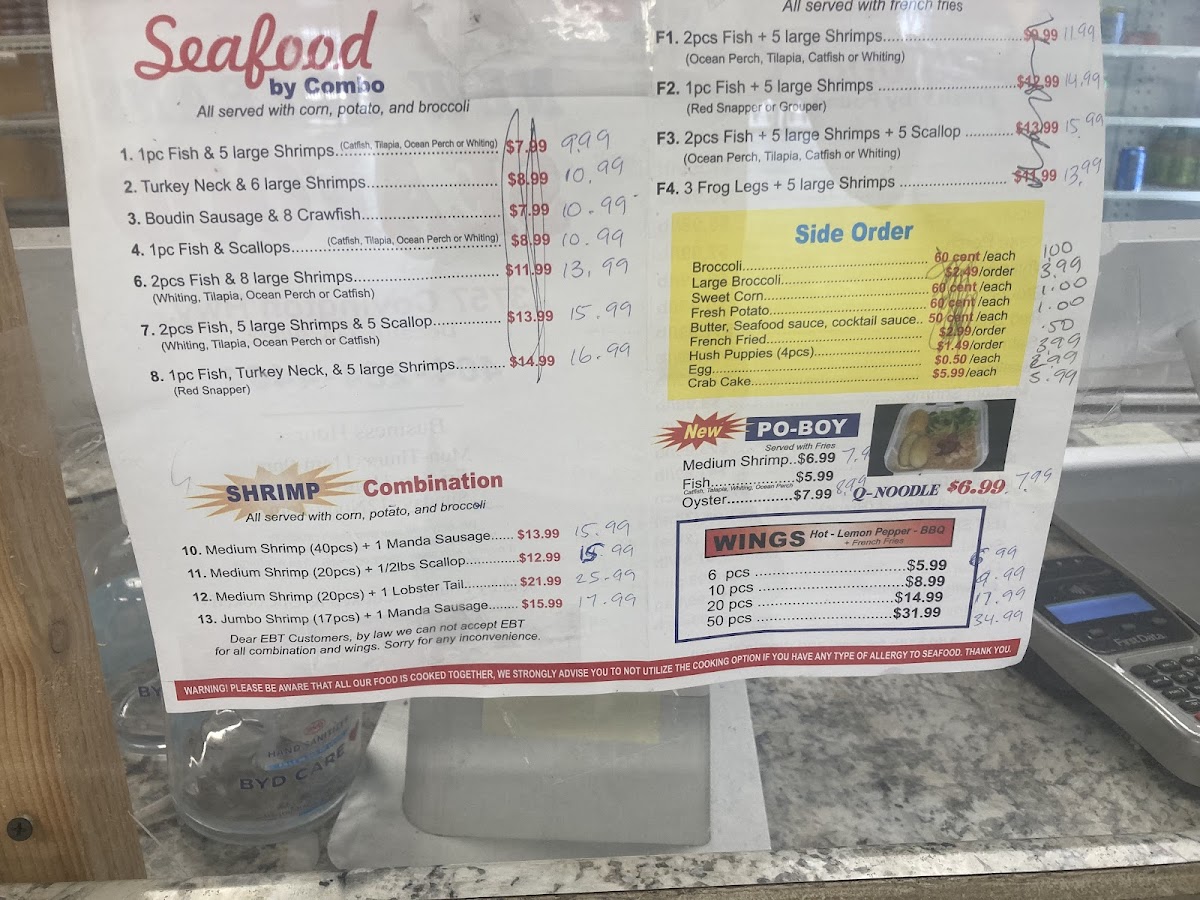 Seafood
by Combo
All served with corn, potato, and broccoli
1. 1pc Fish & 5 large Shrimps (Catfish, Tilapia, Ocean Perch or Whiting) $7.99 9.99
2. Turkey Neck & 6 large Shrimps $8.99 10.99
3. Boudin Sausage & 8 Crawfish $7.99 10.99
4. 1pc Fish & Scallops (Catfish, Tilapia, Ocean Perch or Whiting) $8.99 10.99
6. 2pcs Fish & 8 large Shrimps $11.99 13.99
(Whiting, Tilapia, Ocean Perch or Catfish)
7. 2pcs Fish, 5 large Shrimps & 5 Scallop $13.99 15.99
(Whiting, Tilapia, Ocean Perch or Catfish)
8. 1pc Fish, Turkey Neck, & 5 large Shrimps $14.99 16.99
(Red Snapper)
SHRIMP Combination
All served with corn, potato, and broccoli
10. Medium Shrimp (40pcs) + 1 Manda Sausage $13.99 15.99
11. Medium Shrimp (20pcs) + 1/2lbs Scallop $12.99 15.99
12. Medium Shrimp (20pcs) + 1 Lobster Tail $21.99 25.99
13. Jumbo Shrimp (17pcs) + 1 Manda Sausage $15.99 17.99
Dear EBT Customers, by law we can not accept EBT
for all combination and wings. Sorry for any inconvenience.
All served with french fries
F1. 2pcs Fish + 5 large Shrimps $9.99 11.99
(Ocean Perch, Tilapia, Catfish or Whiting)
F2. 1pc Fish + 5 large Shrimps $12.99 14.99
(Red Snapper or Grouper)
F3. 2pcs Fish + 5 large Shrimps + 5 Scallop $13.99 15.99
(Ocean Perch, Tilapia, Catfish or Whiting)
F4. 3 Frog Legs + 5 large Shrimps $11.99 13.99
Side Order
Broccoli 60 cent/each 100
Large Broccoli $2.49/order 3.99
Sweet Corn 60 cent/each 1.00
Fresh Potato 60 cent/each 1.00
Butter, Seafood sauce, cocktail sauce 50 cent/each .50
French Fried $2.99/order 3.99
Hush Puppies (4pcs) $1.49/order 2.99
Egg $0.50/each
Crab Cake $5.99/each 5.99
New PO-BOY
Served with Fries
Medium Shrimp..$6.99
Fish $5.99
Catfish, Talapia, Whiting, Ocean Perch
Oyster $7.99 8.99
Q-NOODLE $6.99 7.99
WINGS Hot - Lemon Pepper - BBQ
+ French Fries
6 pcs $5.99
10 pcs $8.99 9.99
20 pcs $14.99 17.99
50 pcs $31.99 34.99
WARNING! PLEASE BE AWARE THAT ALL OUR FOOD IS COOKED TOGETHER, WE STRONGLY ADVISE YOU TO NOT UTILIZE THE COOKING OPTION IF YOU HAVE ANY TYPE OF ALLERGY TO SEAFOOD. THANK YOU.
HAND SANITIZER
BYD CARE
BYD
First Data